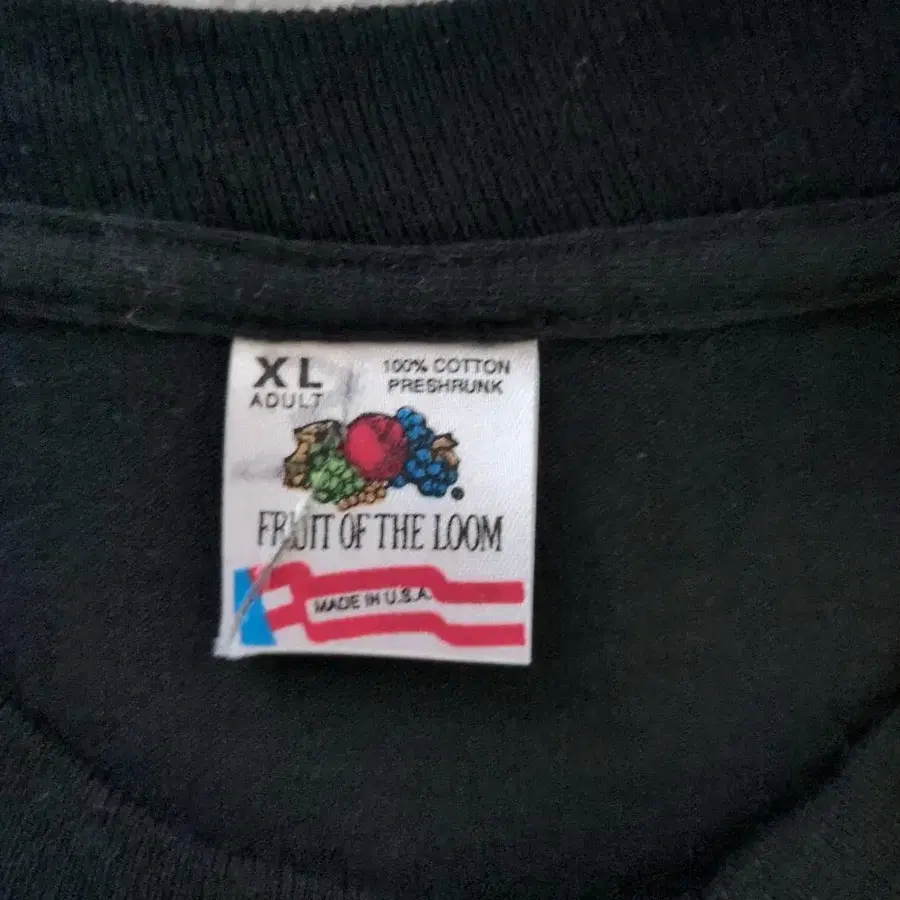 XL
ADULT
100% COTTON
PRESHRUNK
FRUIT OF THE LOOM
MADE IN U.S.A.